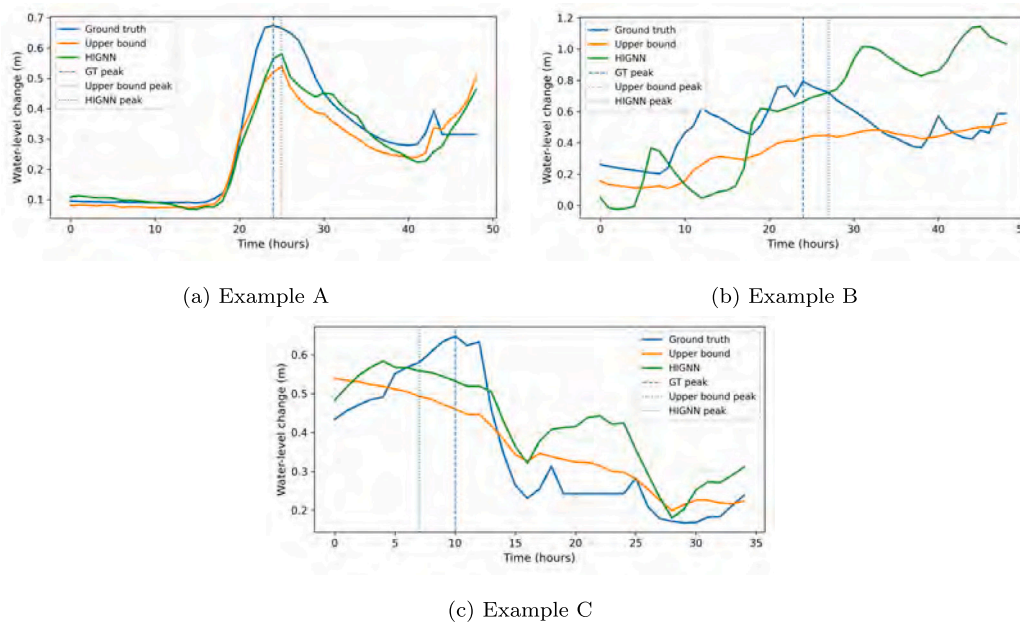 0.7
0.6
0.5
0.4
0.3
0.2
0.1
Water-level change (m)
Ground truth
Upper bound
HIGNN
GT peak
Upper bound peak
HIGNN peak
0 10 20 30 40 50
Time (hours)
(a) Example A
1.2
1.0
0.8
0.6
0.4
0.2
0.0
Water-level change (m)
Ground truth
Upper bound
HIGNN
GT peak
Upper bound peak
HIGNN peak
0 10 20 30 40
Time (hours)
(b) Example B
0.6
0.5
0.4
0.3
0.2
Water-level change (m)
Ground truth
Upper bound
HIGNN
GT peak
Upper bound peak
HIGNN peak
0 5 10 15 20 25 30 35
Time (hours)
(c) Example C